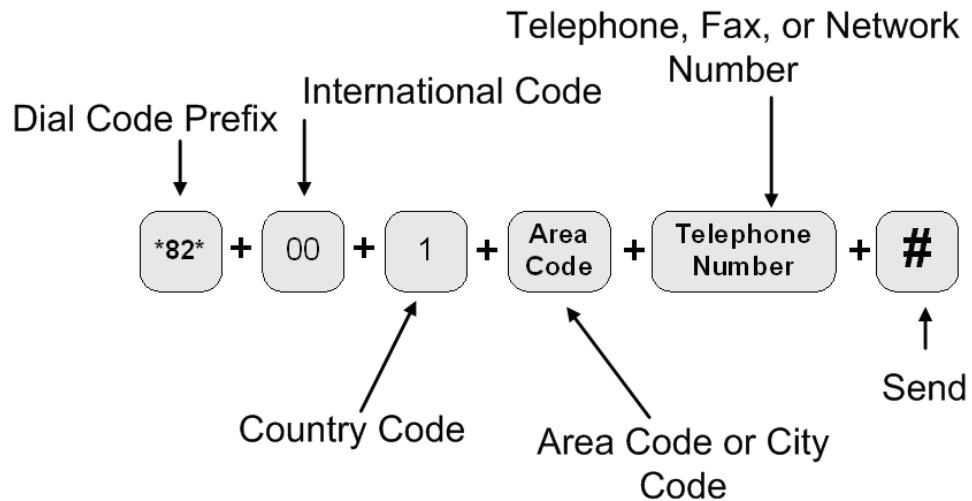 Telephone, Fax, or Network
Number
International Code
Dial Code Prefix
*82* + 00 + 1 + Area Code + Telephone Number + #
Send
Country Code
Area Code or City
Code